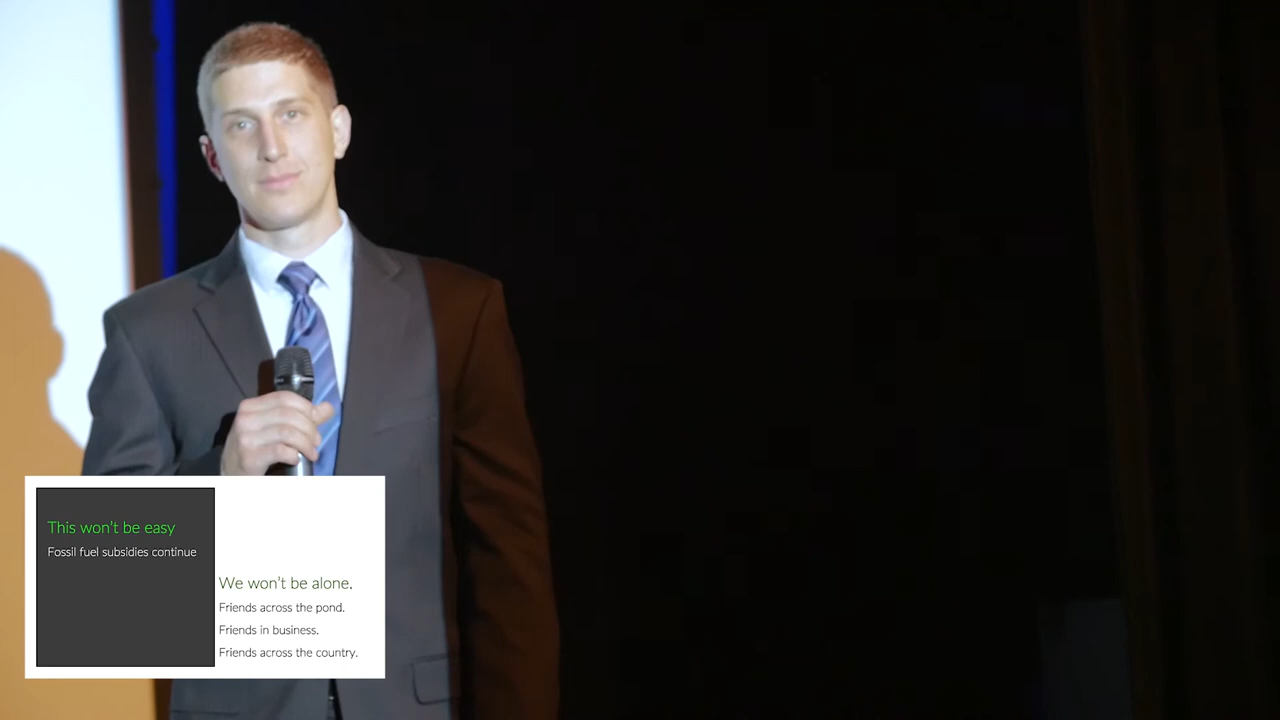 This won't be easy
Fossil fuel subsidies continue
We won't be alone.
Friends across the pond.
Friends in business.
Friends across the country.